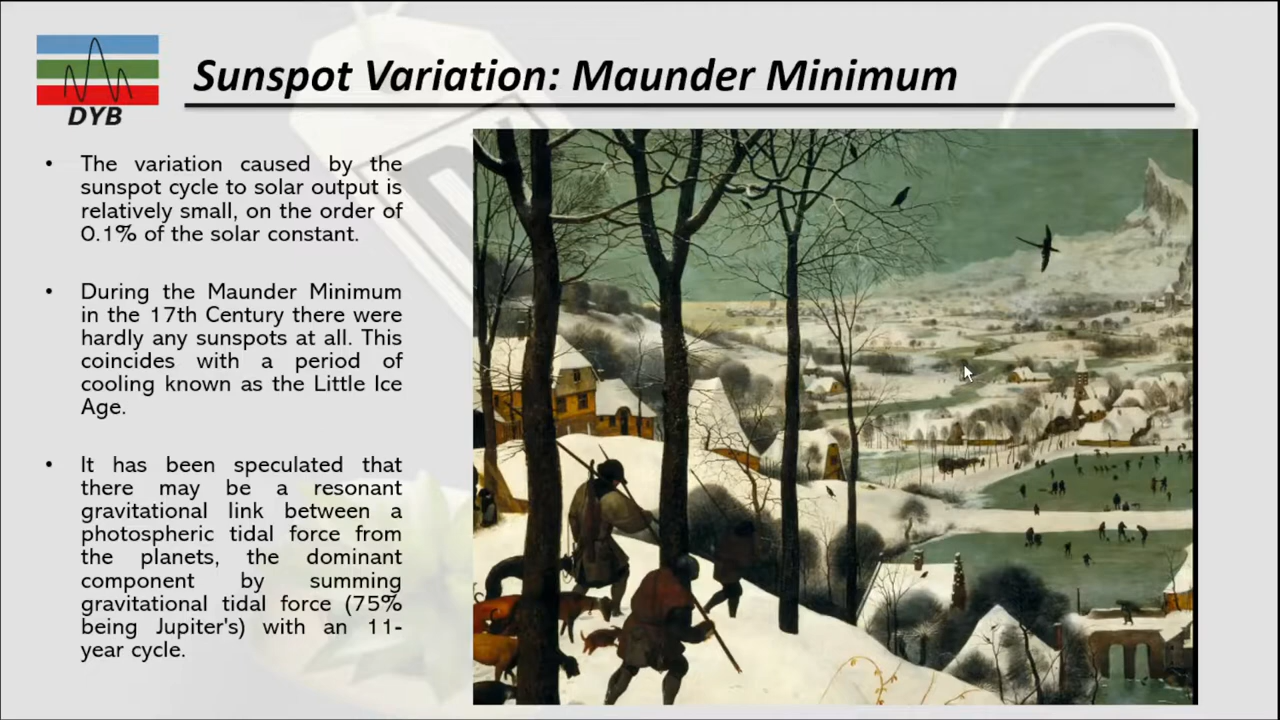 DYB
Sunspot Variation: Maunder Minimum
• The variation caused by the
sunspot cycle to solar output is
relatively small, on the order of
0.1% of the solar constant.
• During the Maunder Minimum
in the 17th Century there were
hardly any sunspots at all. This
coincides with a period of
cooling known as the Little Ice
Age.
• It has been speculated that
there may be a resonant
gravitational link between a
photospheric tidal force from
the planets, the dominant
component by summing
gravitational tidal force (75%
being Jupiter's) with an 11-
year cycle.